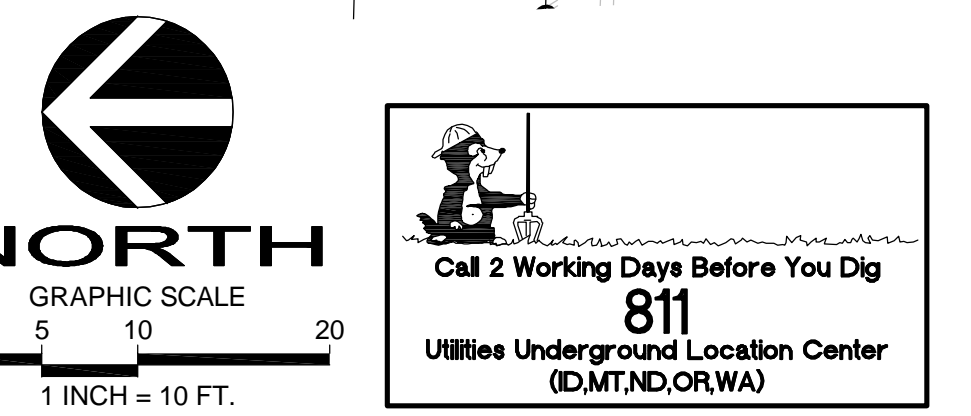 NORTH
GRAPHIC SCALE
5 10 20
1 INCH = 10 FT.
Call 2 Working Days Before You Dig
811
Utilities Underground Location Center
(ID,MT,ND,OR,WA)